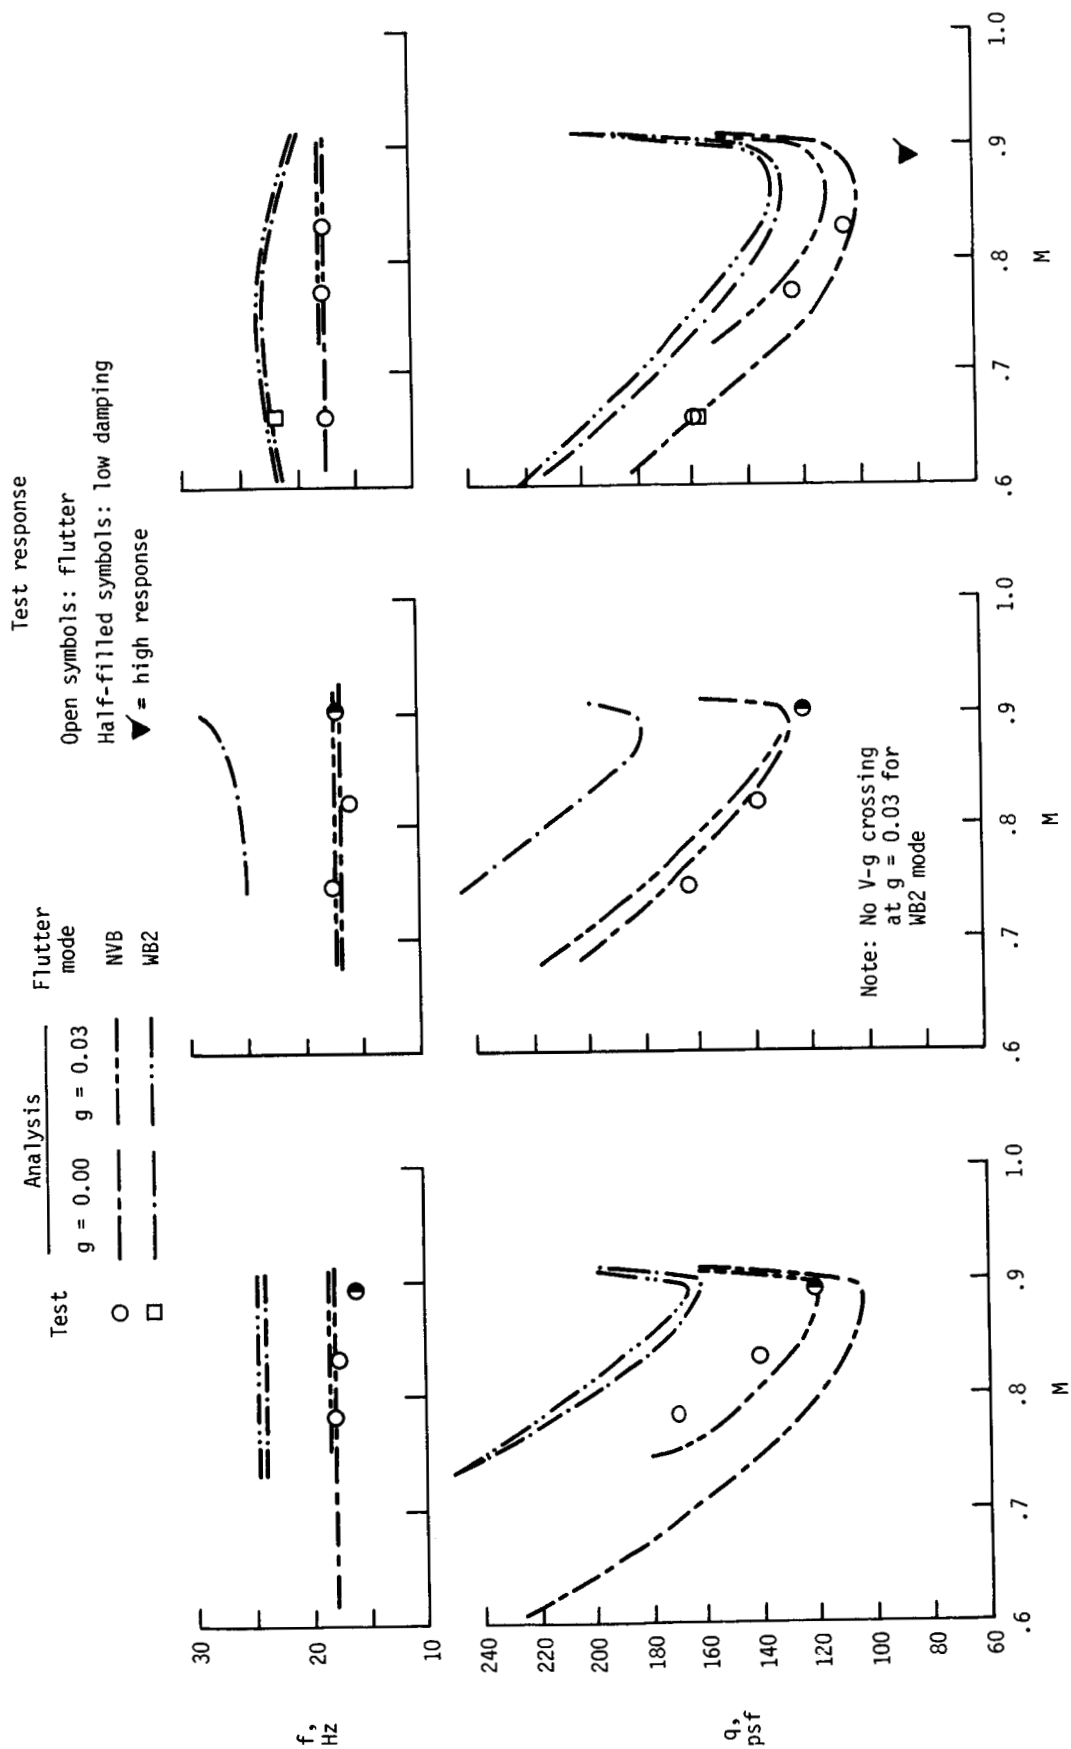 Test
Analysis
g = 0.00 g = 0.03
Flutter
mode
NVB
WB2
Test response
Open symbols: flutter
Half-filled symbols: low damping
= high response
f,
Hz
30
20
10
q,
psf
240
220
200
180
160
140
120
100
80
60
.6 .7 .8 .9 1.0
M
.6 .7 .8 .9 1.0
M
Note: No V-g crossing
at g = 0.03 for
WB2 mode
.6 .7 .8 .9 1.0
M